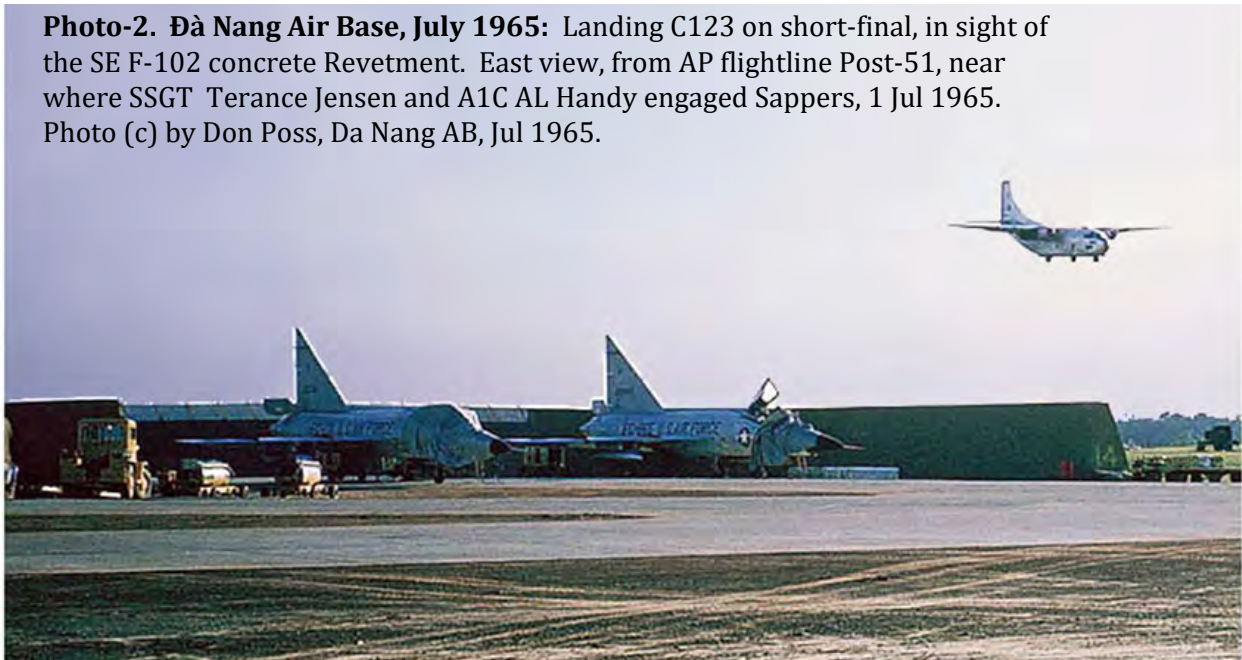 Photo-2. Đà Nang Air Base, July 1965: Landing C123 on short-final, in sight of
the SE F-102 concrete Revetment. East view, from AP flightline Post-51, near
where SSGT Terance Jensen and A1C AL Handy engaged Sappers, 1 Jul 1965.
Photo (c) by Don Poss, Da Nang AB, Jul 1965.
U.S. AIR FORCE